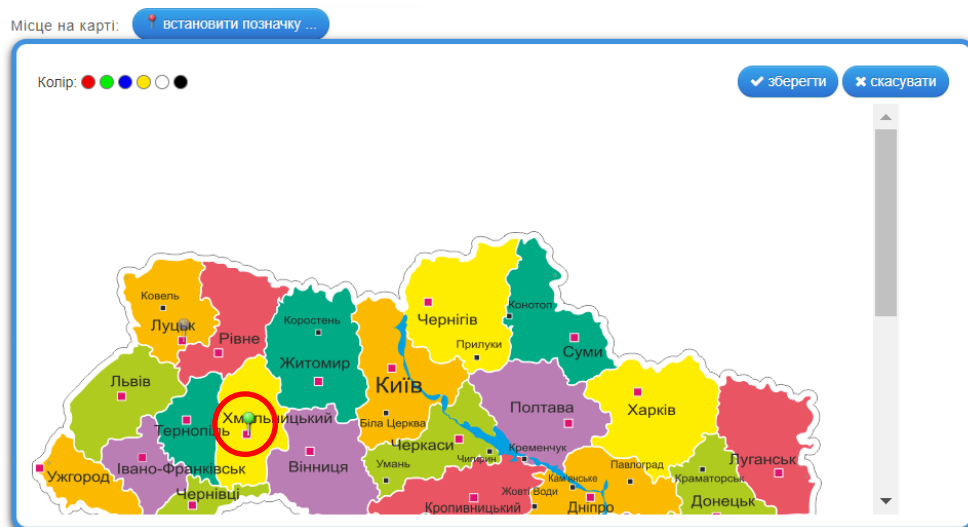 Місце на карті: встановити позначку ...
Колір: зберегти скасувати
Ковель
Луцьк
Рівне
Коростень
Житомир
Київ
Чернігів
Прилуки
Конотоп
Суми
Львів
Тернопіль
Хмельницький
Біла Церква
Черкаси
Полтава
Харків
Ужгород
Івано-Франківськ
Чернівці
Вінниця
Умань
Чигирин
Кременчук
Павлоград
Луганськ
Краматорськ
Кам'янське
Жовті Води
Кропивницький
Дніпро
Донецьк